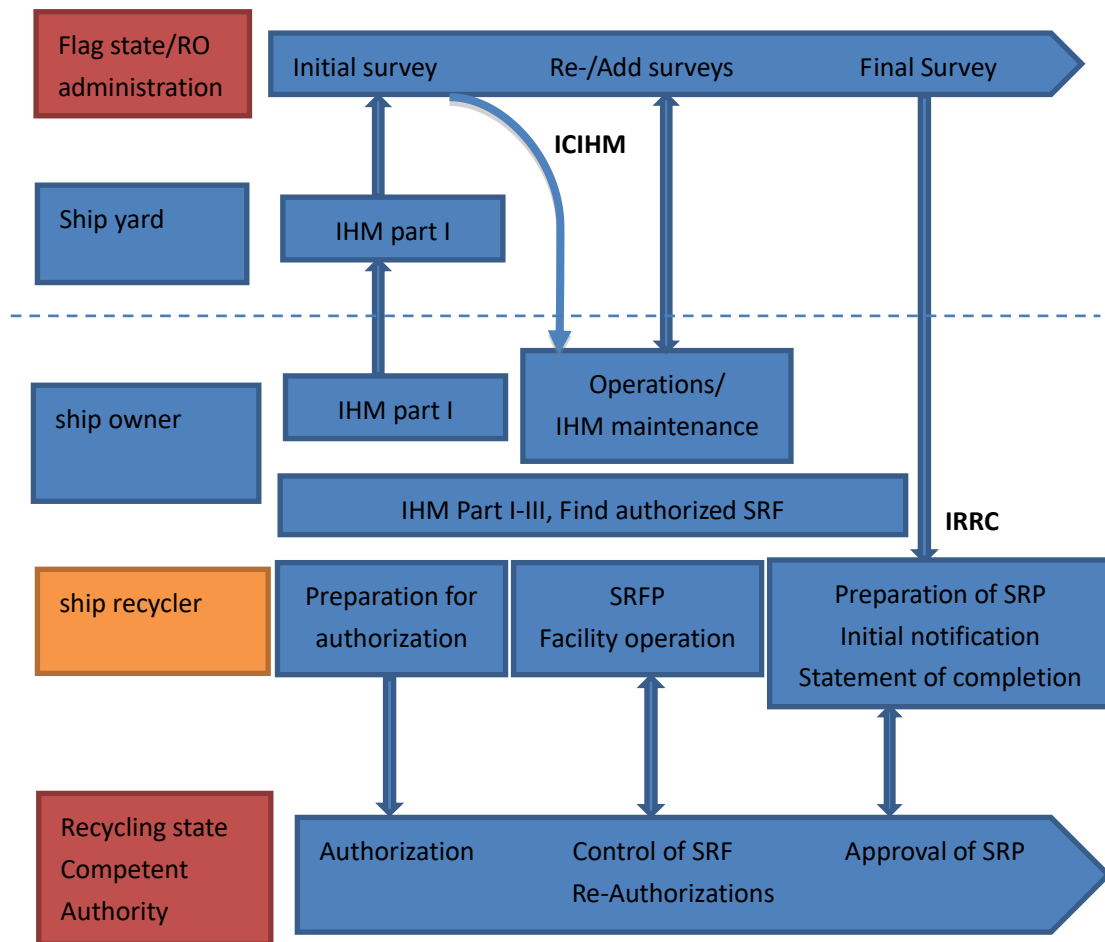 Flag state/RO
administration
Initial survey
Re-/Add surveys
Final Survey
ICIHM
Ship yard
IHM part I
ship owner
IHM part I
Operations/
IHM maintenance
IHM Part I-III, Find authorized SRF
IRRC
ship recycler
Preparation for
authorization
SRFP
Facility operation
Preparation of SRP
Initial notification
Statement of completion
Recycling state
Competent
Authority
Authorization
Control of SRF
Re-Authorizations
Approval of SRP